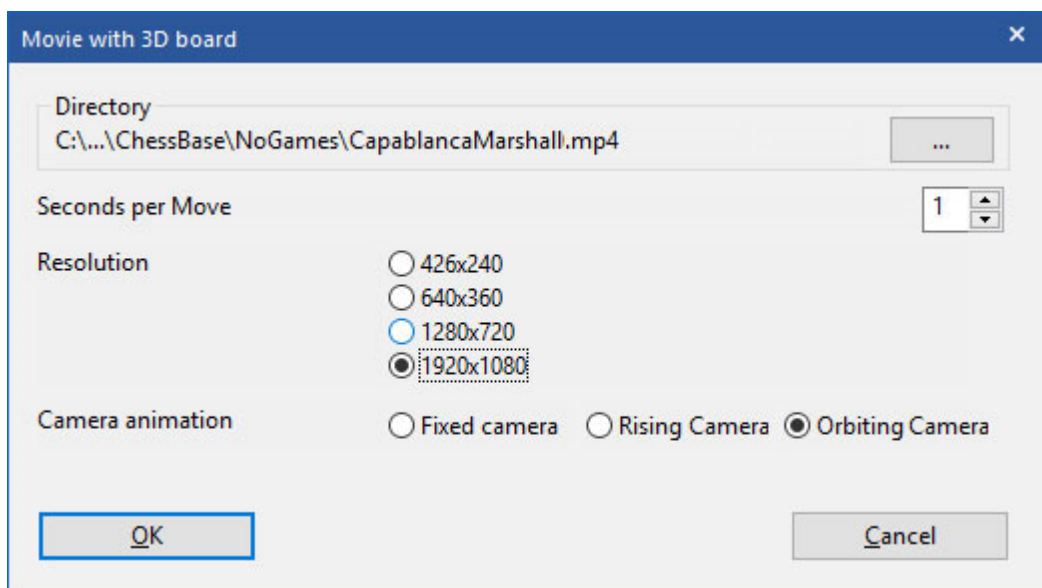 Movie with 3D board
Directory
C:\...\ChessBase\NoGames\CapablancaMarshall\.mp4
...
Seconds per Move
1
Resolution
426x240
640x360
1280x720
1920x1080
Camera animation
Fixed camera Rising Camera Orbiting Camera
OK Cancel